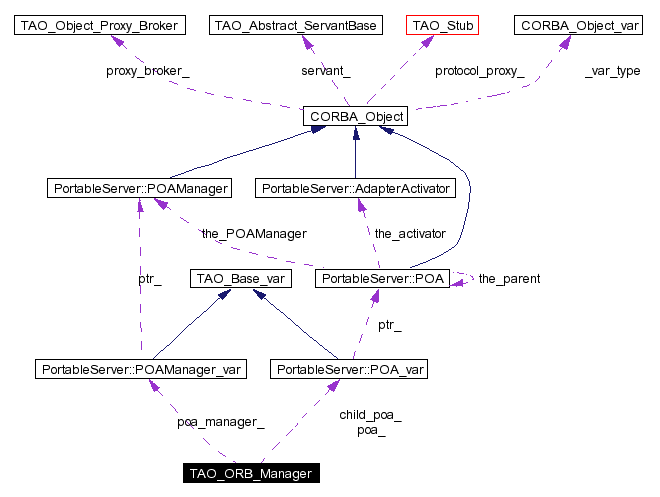 TAO_Object_Proxy_Broker
TAO_Abstract_ServantBase
TAO_Stub
CORBA_Object_var
proxy_broker_
servant_
protocol_proxy_
_var_type
CORBA_Object
PortableServer::POAManager
PortableServer::AdapterActivator
the_POAManager
the_activator
ptr_
TAO_Base_var
PortableServer::POA
the_parent
ptr_
PortableServer::POAManager_var
PortableServer::POA_var
poa_manager_
child_poa_
poa_
TAO_ORB_Manager